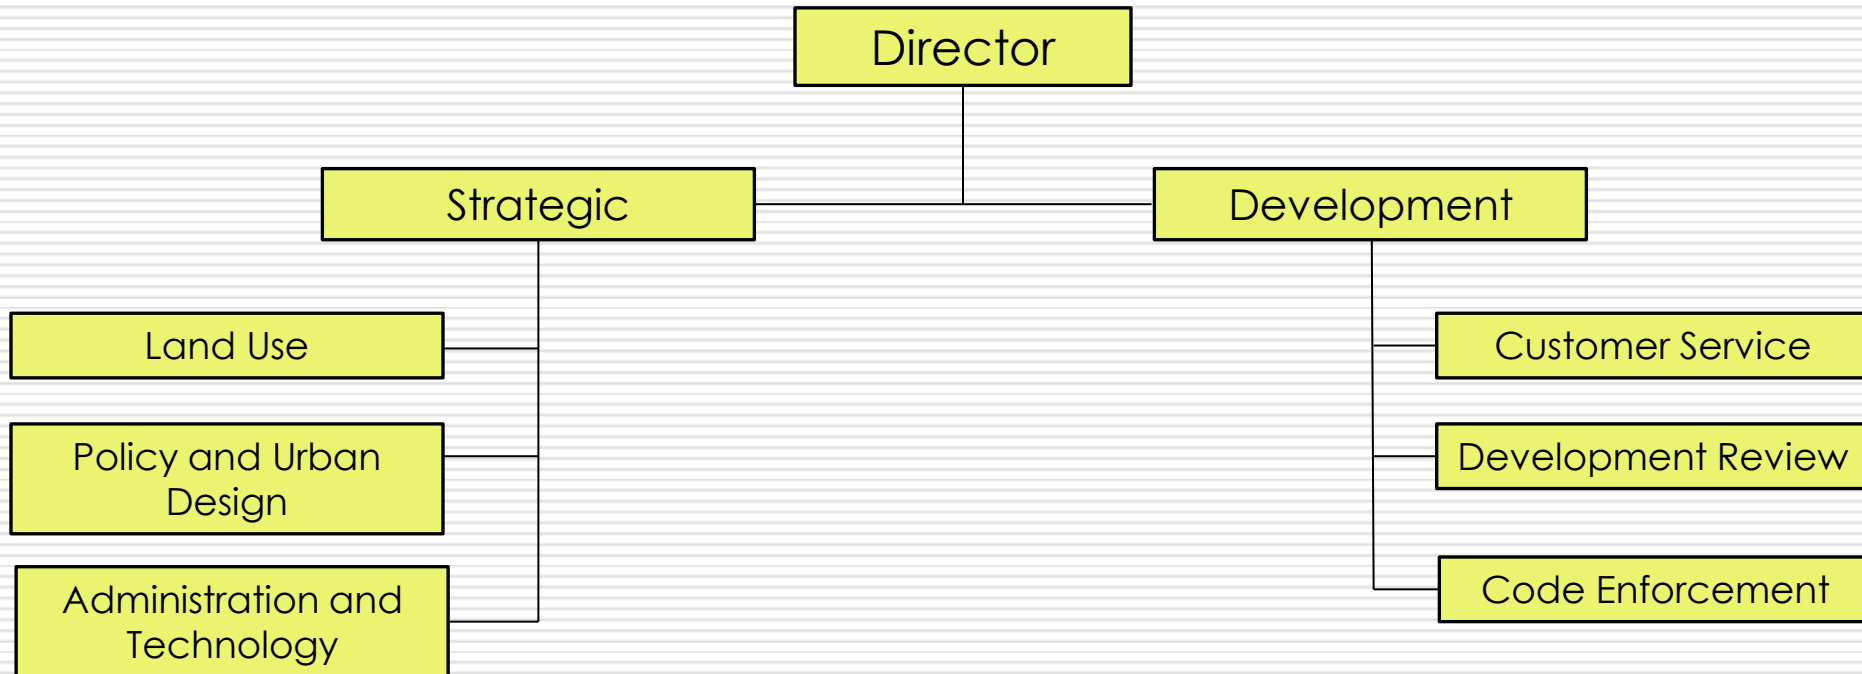 Director
Strategic
Development
Land Use
Customer Service
Policy and Urban
Design
Development Review
Administration and
Technology
Code Enforcement